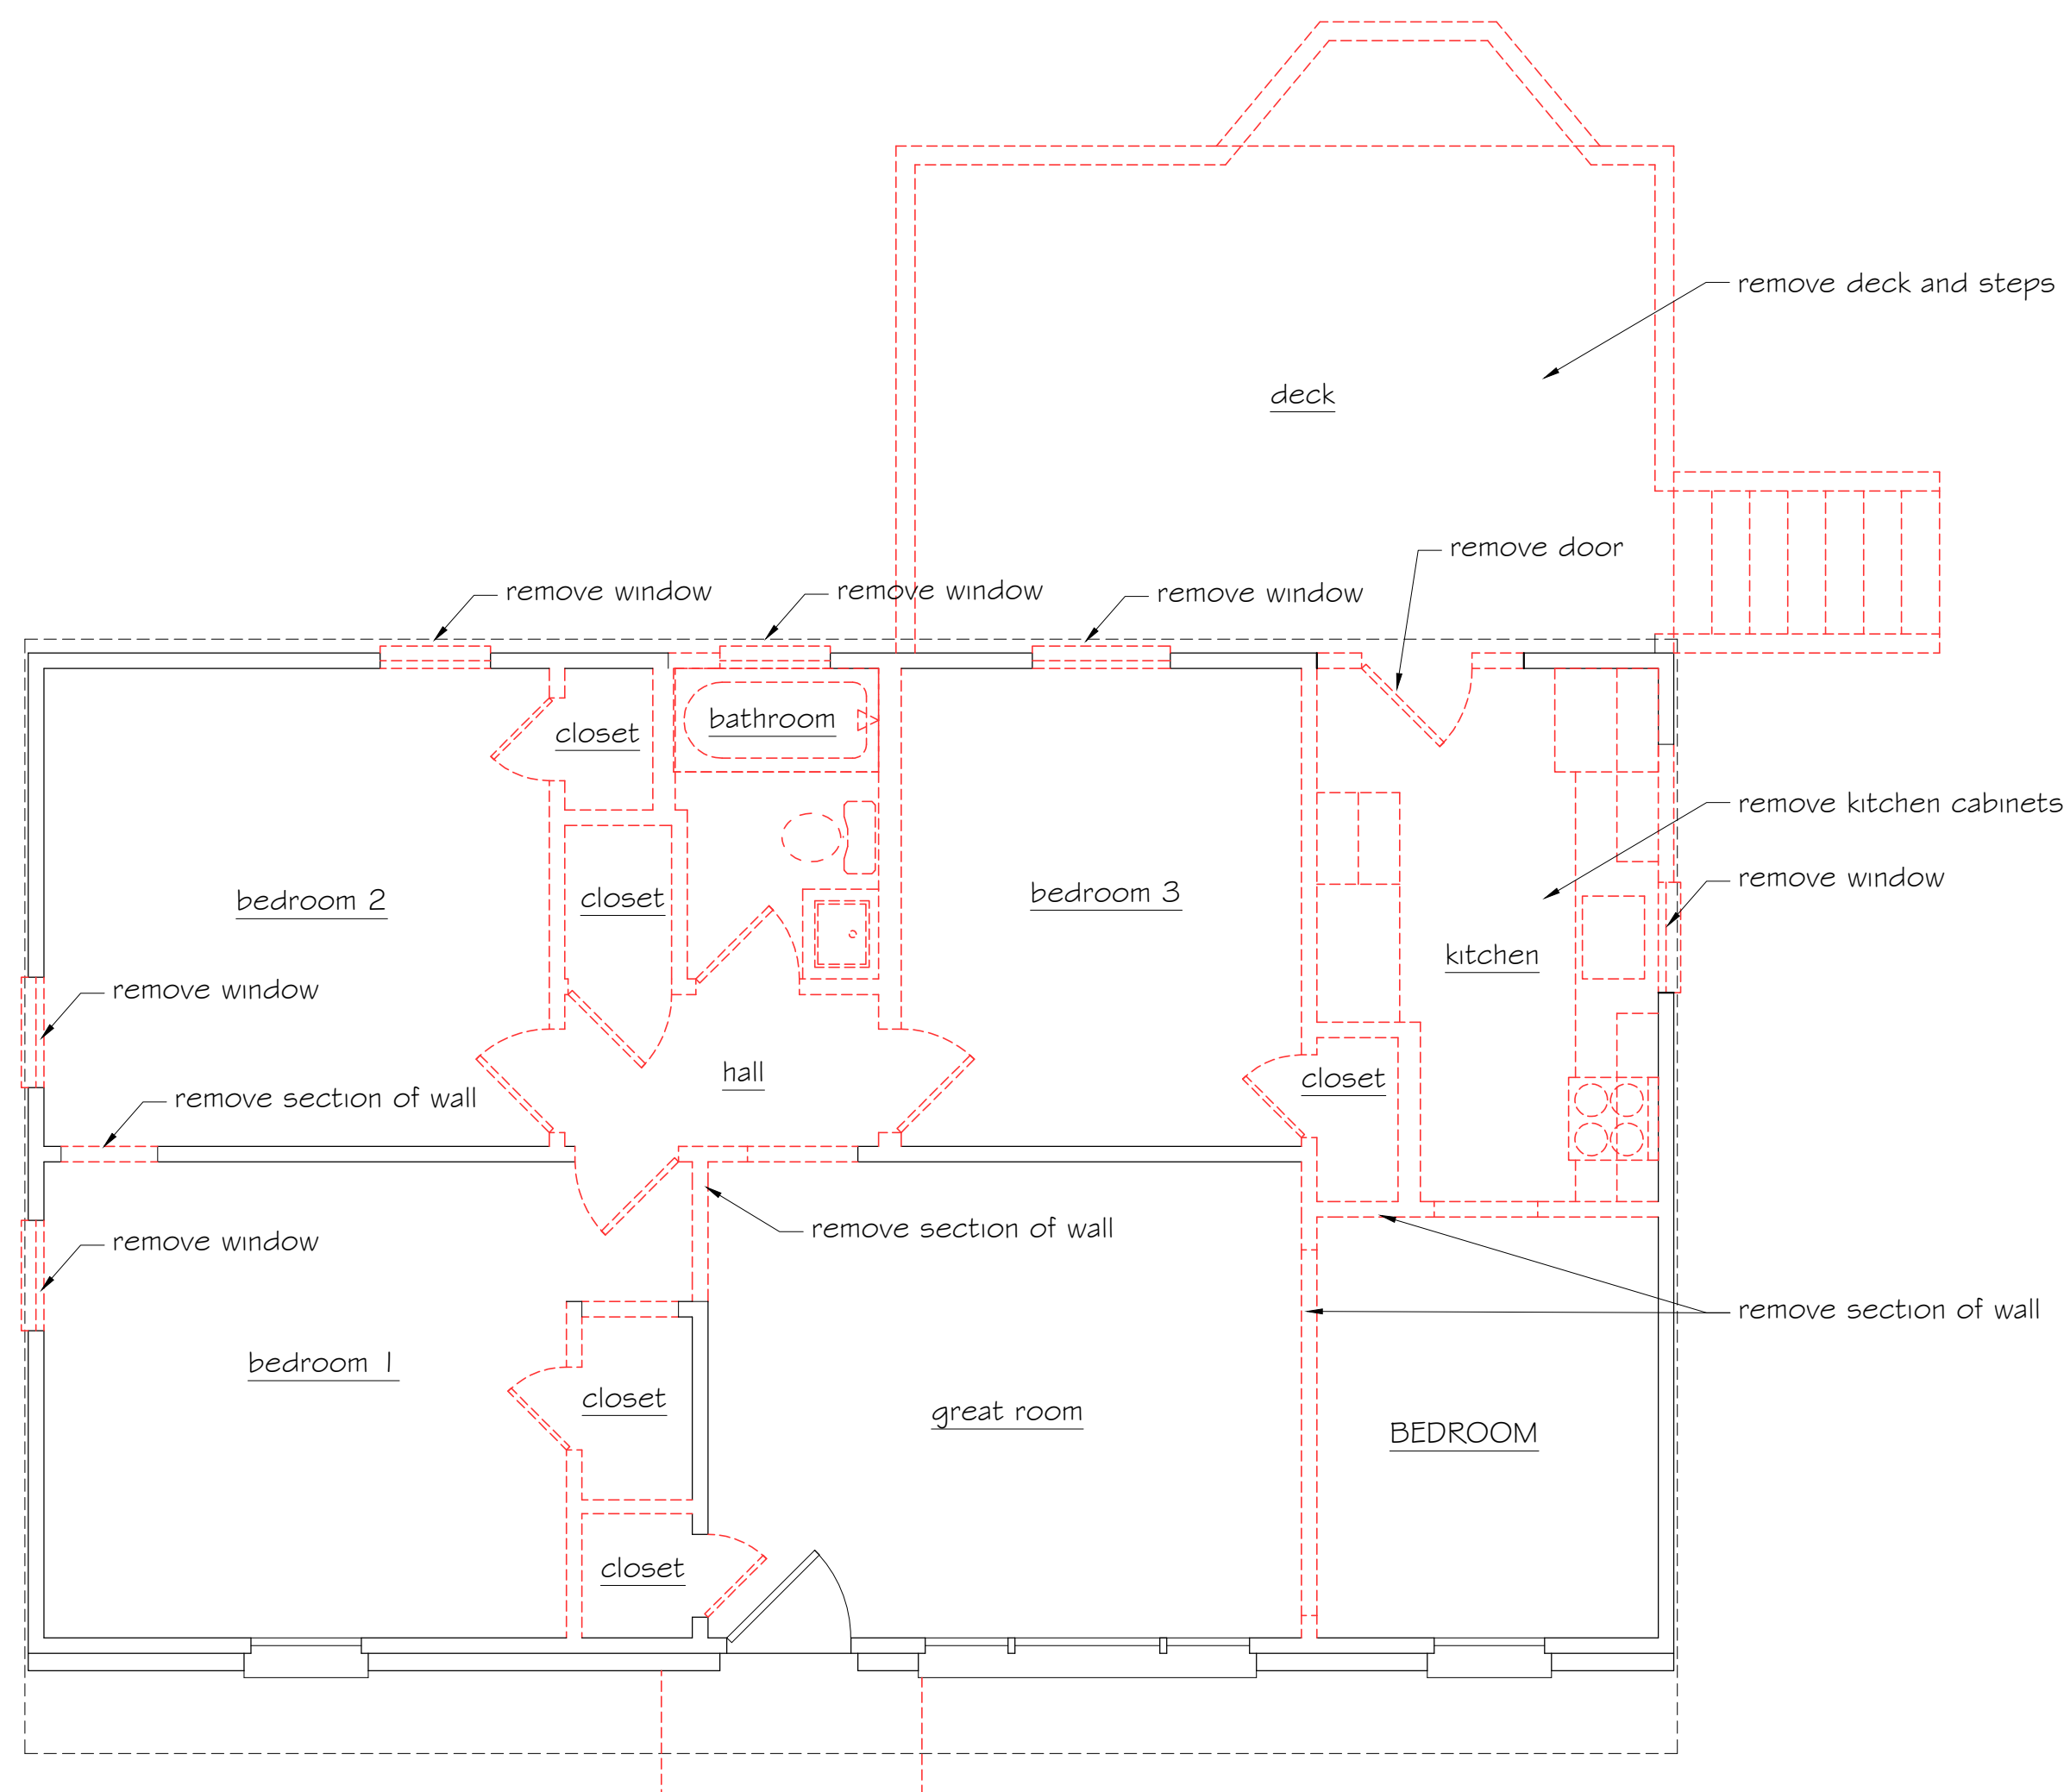 remove deck and steps
deck
remove door
remove window
remove window
remove window
bathroom
closet
remove kitchen cabinets
remove window
bedroom 2
closet
bedroom 3
kitchen
remove window
hall
closet
remove section of wall
remove section of wall
remove window
remove section of wall
bedroom 1
closet
great room
BEDROOM
closet